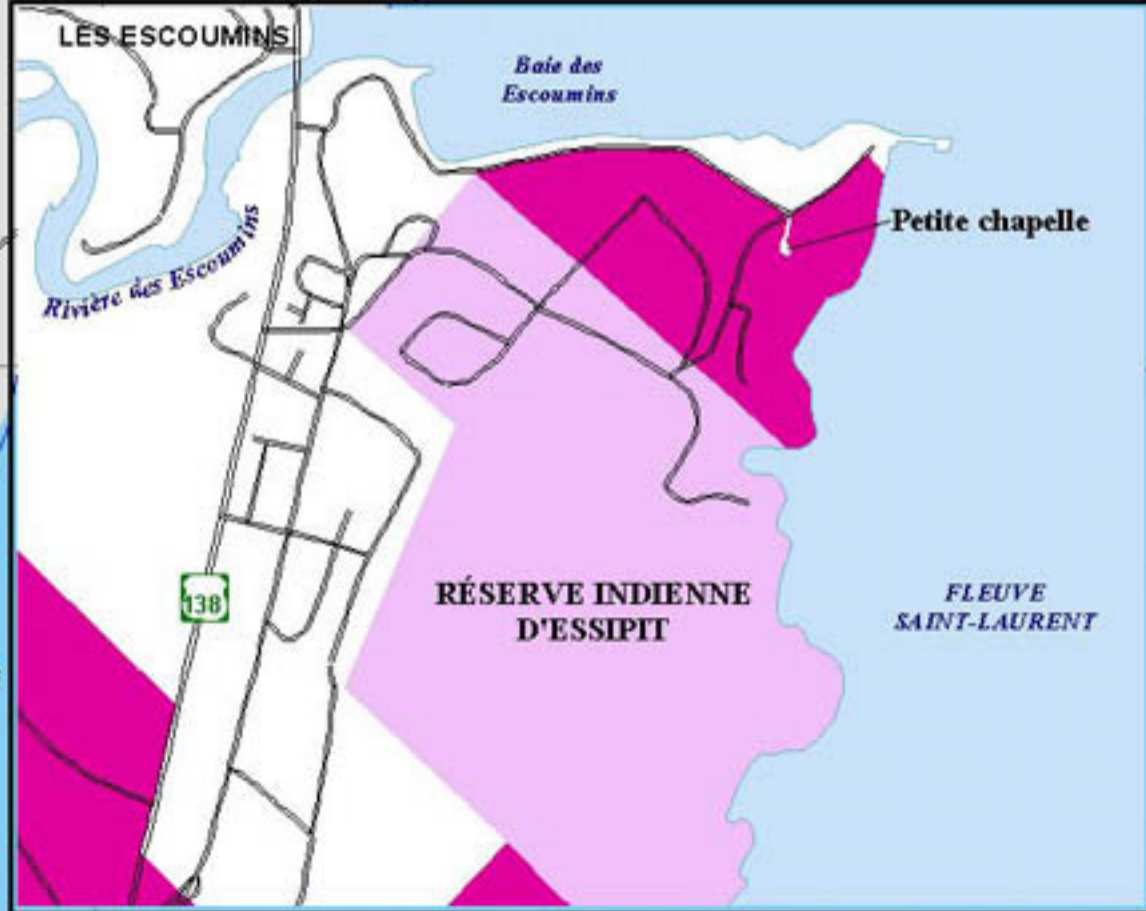 LES ESCOUMINS
Baie des
Escoumins
Petite chapelle
Rivière des Escoumins
138
RÉSERVE INDIENNE
D'ESSIPIT
FLEUVE
SAINT-LAURENT